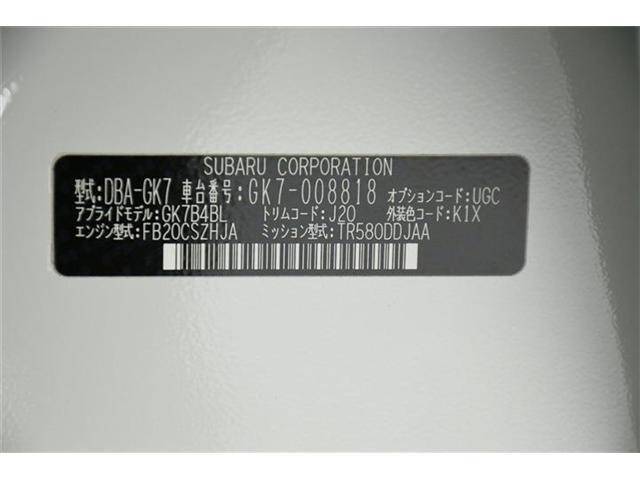 SUBARU CORPORATION
型式:DBA-GK7 車台番号:GK7-008818 オプションコード:UGC
アプライドモデル:GK7B4BL トリムコード:J20 外装色コード:K1X
エンジン型式:FB20CSZHJA ミッション型式:TR580DDJAA